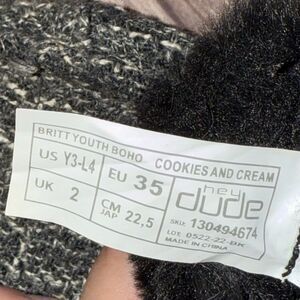 BRITT YOUTH BOHO COOKIES AND CREAM
US Y3-L4 EU 35
UK 2 CM JAP 22,5
hey dude
SKU: 130494674
LOT: 0522-22-BK
MADE IN CHINA